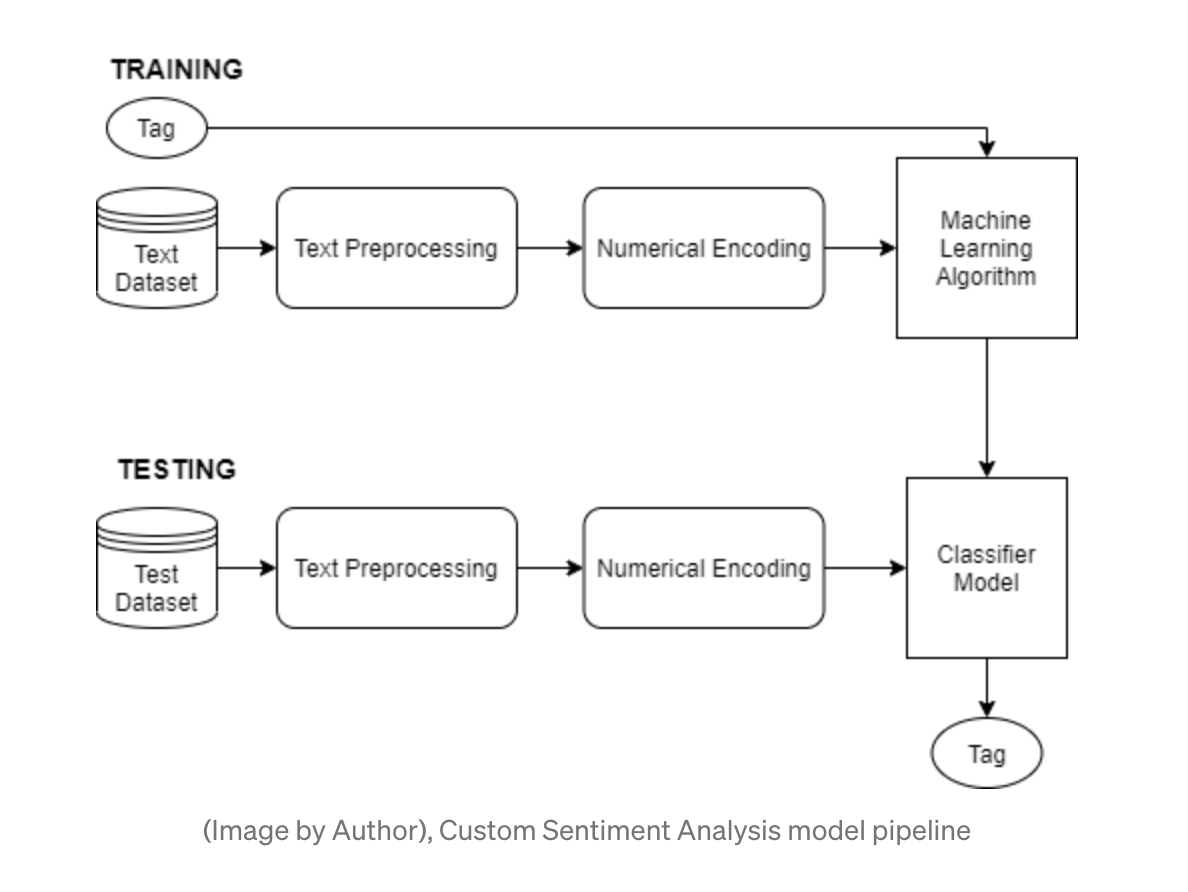 TRAINING
Tag
Text
Dataset
Text Preprocessing
Numerical Encoding
Machine
Learning
Algorithm
TESTING
Test
Dataset
Text Preprocessing
Numerical Encoding
Classifier
Model
Tag
(Image by Author), Custom Sentiment Analysis model pipeline